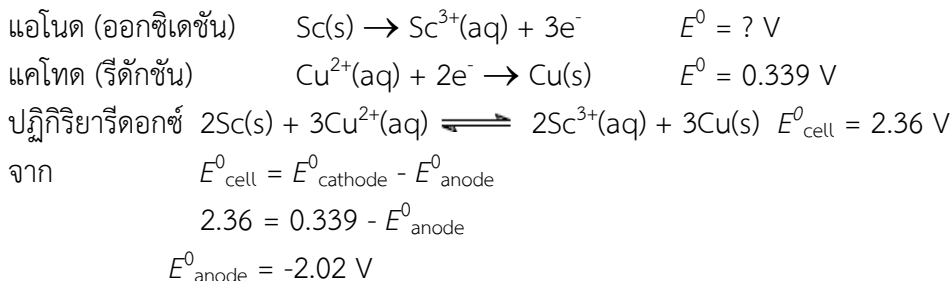 แอโนด (ออกซิเดชัน) Sc(s) → Sc³⁺(aq) + 3e⁻ E⁰ = ? V
แคโทด (รีดักชัน) Cu²⁺(aq) + 2e⁻ → Cu(s) E⁰ = 0.339 V
ปฏิกิริยารีดอกซ์ 2Sc(s) + 3Cu²⁺(aq) ⇌ 2Sc³⁺(aq) + 3Cu(s) E⁰cell = 2.36 V
จาก E⁰cell = E⁰cathode - E⁰anode
2.36 = 0.339 - E⁰anode
E⁰anode = -2.02 V